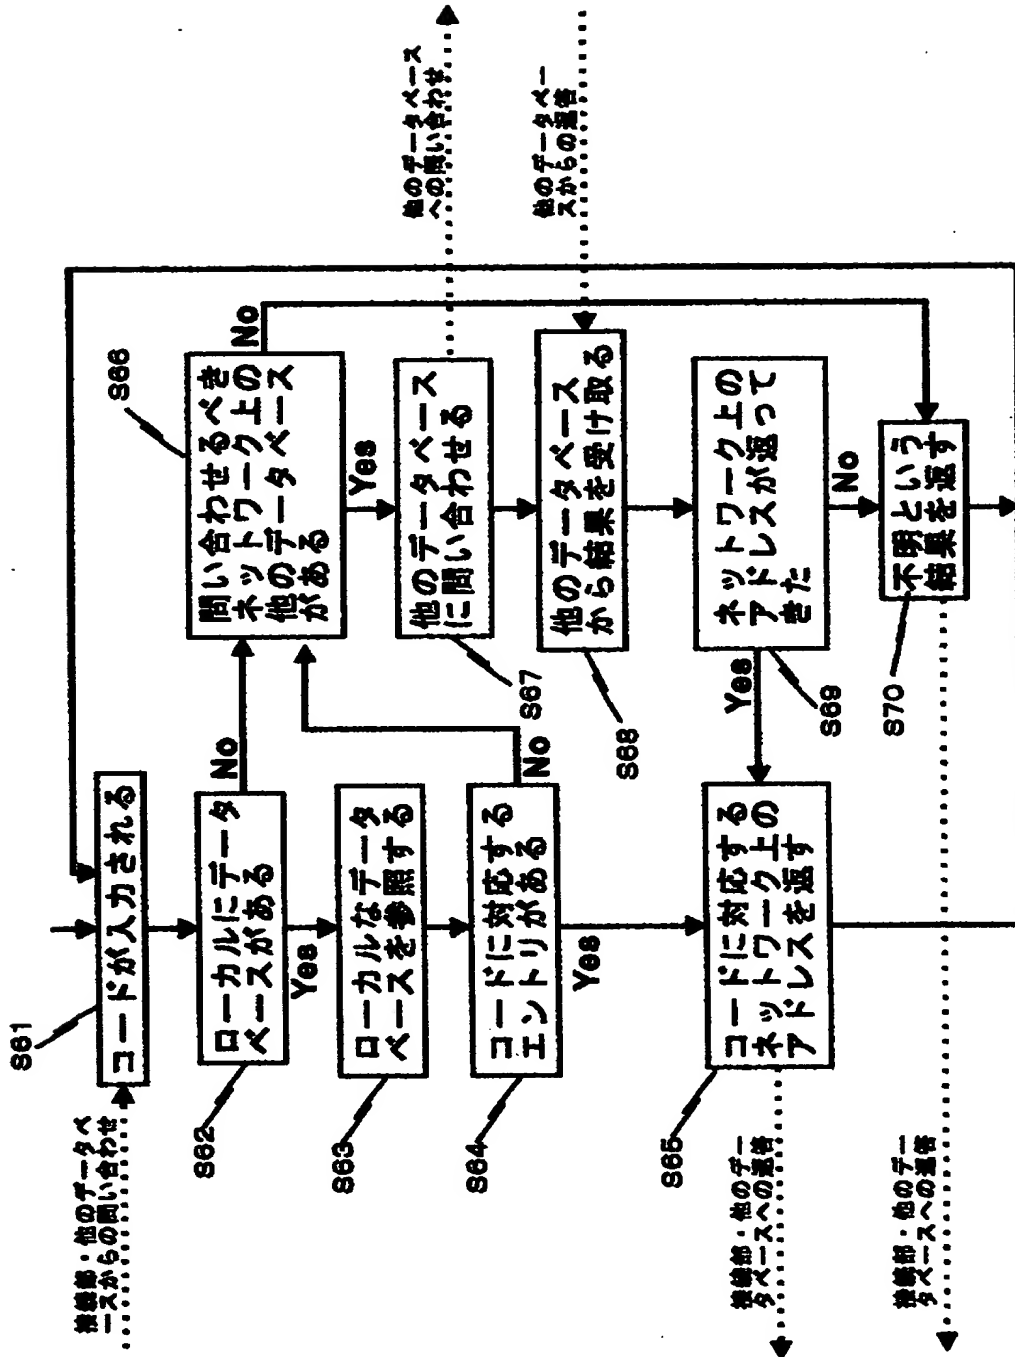 S61
コードが入力される
接続部・他のデータベ
ースからの問い合わせ
S62
ローカルにデータ
ベースがある
No
Yes
S63
ローカルなデータ
ベースを参照する
S64
コードに対応する
エントリがある
No
Yes
S65
コードに対応する
ネットワーク上の
アドレスを返す
接続部・他のデー
タベースへの返答
S66
問い合わせるべき
ネットワーク上の
他のデータベース
がある
No
Yes
S67
他のデータベース
に問い合わせる
他のデータベース
への問い合わせ
S68
他のデータベース
から結果を受け取る
他のデータベー
スからの返答
S69
ネットワーク上の
アドレスが返って
きた
Yes
No
S70
不明という
結果を返す
接続部・他のデー
タベースへの返答